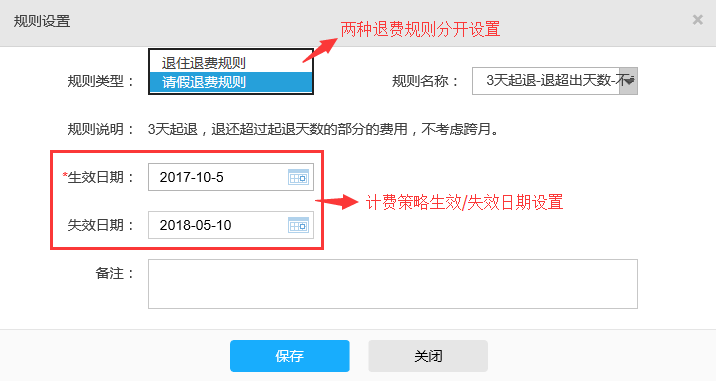 规则设置
两种退费规则分开设置
规则类型：
退住退费规则
请假退费规则
规则名称：
3天起退-退超出天数-不
规则说明： 3天起退，退还超过起退天数的部分的费用，不考虑跨月。
*生效日期： 2017-10-5
计费策略生效/失效日期设置
失效日期： 2018-05-10
备注：
保存
关闭